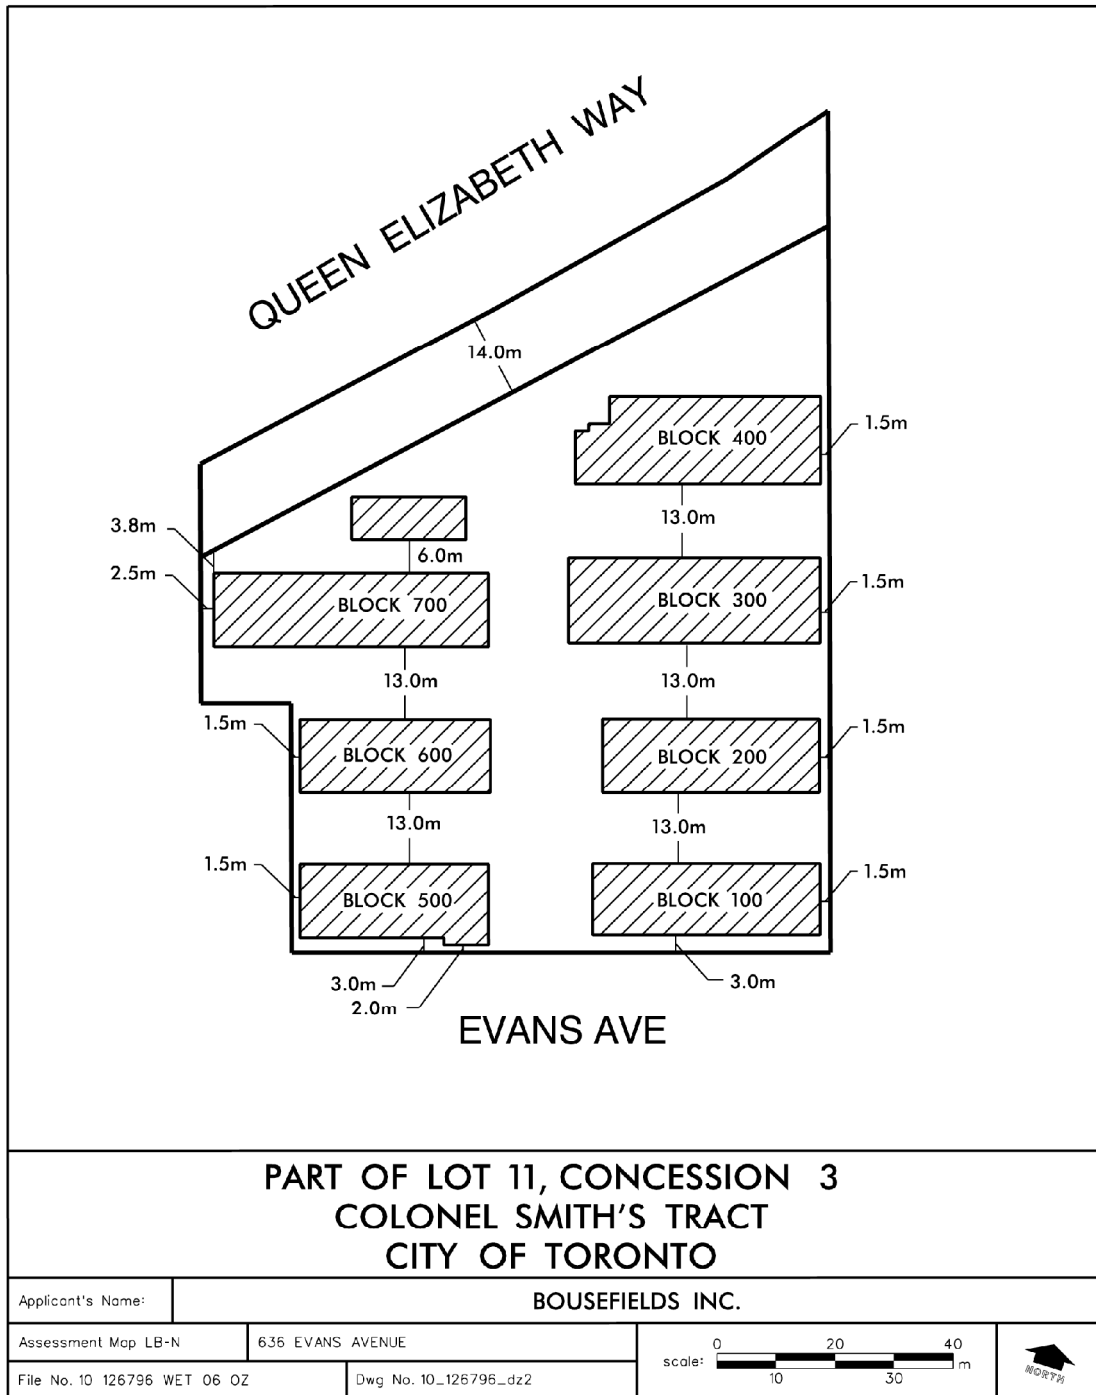 QUEEN ELIZABETH WAY
14.0m
BLOCK 400
1.5m
13.0m
3.8m
6.0m
2.5m
BLOCK 700
BLOCK 300
1.5m
13.0m
13.0m
1.5m
BLOCK 600
BLOCK 200
1.5m
13.0m
13.0m
1.5m
BLOCK 500
BLOCK 100
1.5m
3.0m
2.0m
3.0m
EVANS AVE
PART OF LOT 11, CONCESSION 3
COLONEL SMITH'S TRACT
CITY OF TORONTO
Applicant's Name:
BOUSEFIELDS INC.
Assessment Map LB-N
636 EVANS AVENUE
File No. 10 126796 WET 06 OZ
Dwg No. 10_126796_dz2
scale:
0 20 40
m
10 30
NORTH